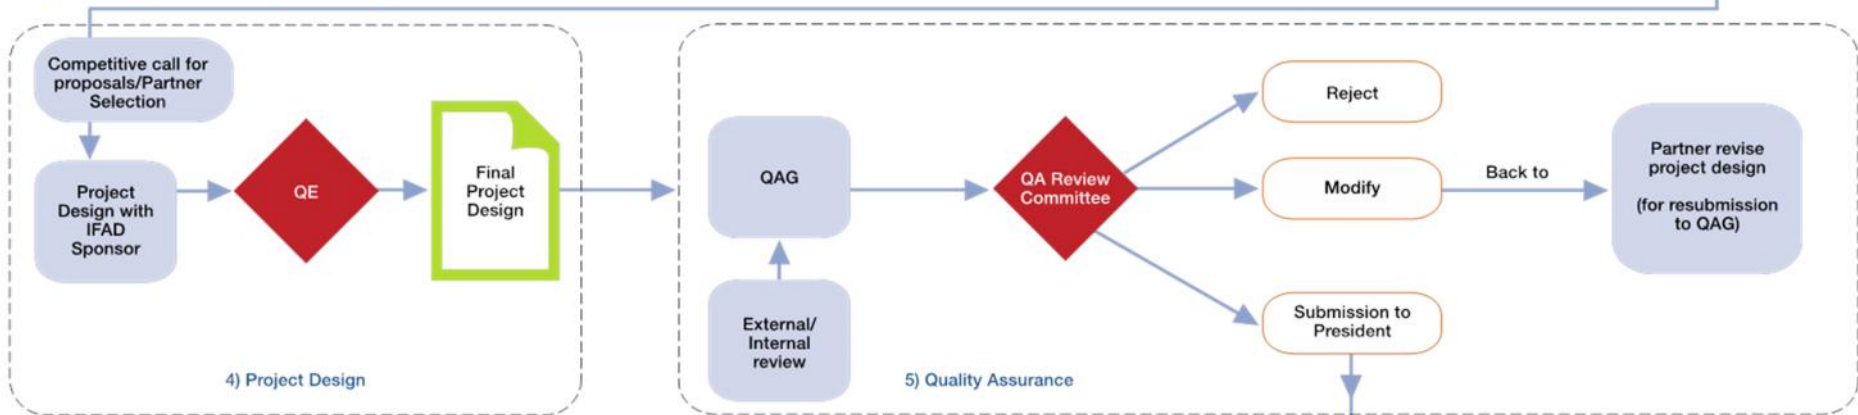 Competitive call for
proposals/Partner
Selection
Project
Design with
IFAD
Sponsor
QE
Final
Project
Design
4) Project Design
QAG
External/
Internal
review
QA Review
Committee
Reject
Modify
Submission to
President
Back to
Partner revise
project design
(for resubmission
to QAG)
5) Quality Assurance